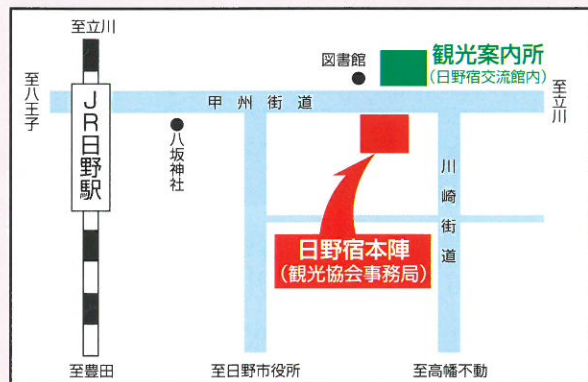 至立川
図書館
観光案内所
(日野宿交流館内)
至八王子
甲州街道
至立川
JR日野駅
八坂神社
川崎街道
日野宿本陣
(観光協会事務局)
至豊田
至日野市役所
至高幡不動